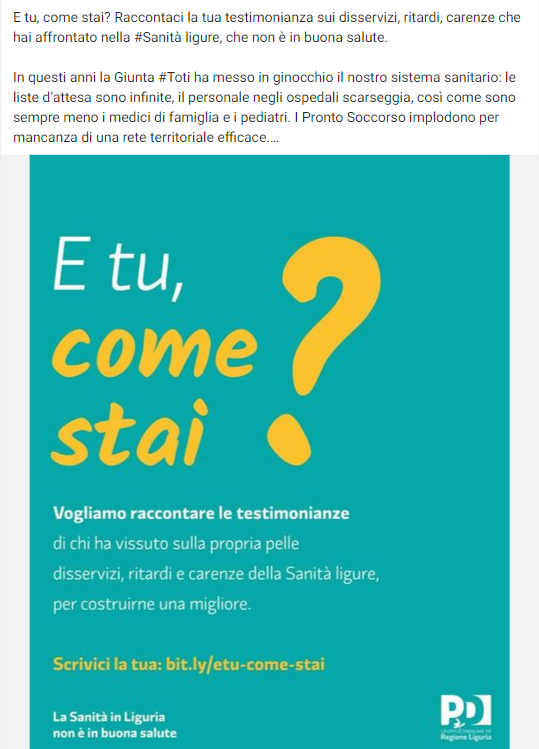 E tu, come stai? Raccontaci la tua testimonianza sui disservizi, ritardi, carenze che
hai affrontato nella #Sanità ligure, che non è in buona salute.
In questi anni la Giunta #Toti ha messo in ginocchio il nostro sistema sanitario: le
liste d'attesa sono infinite, il personale negli ospedali scarseggia, così come sono
sempre meno i medici di famiglia e i pediatri. I Pronto Soccorso implodono per
mancanza di una rete territoriale efficace....
E tu,
come
stai
?
Vogliamo raccontare le testimonianze
di chi ha vissuto sulla propria pelle
disservizi, ritardi e carenze della Sanità ligure,
per costruirne una migliore.
Scrivici la tua: bit.ly/etu-come-stai
La Sanità in Liguria
non è in buona salute
PD
Regione Liguria